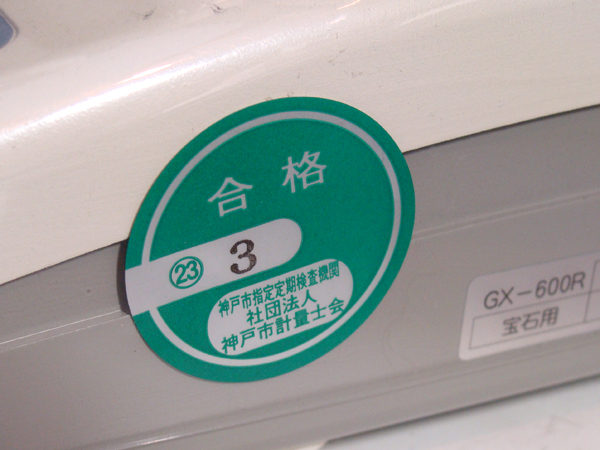 合格
㉓ 3
神戸市指定定期検査機関
社団法人
神戸市計量士会
GX-600R
宝石用